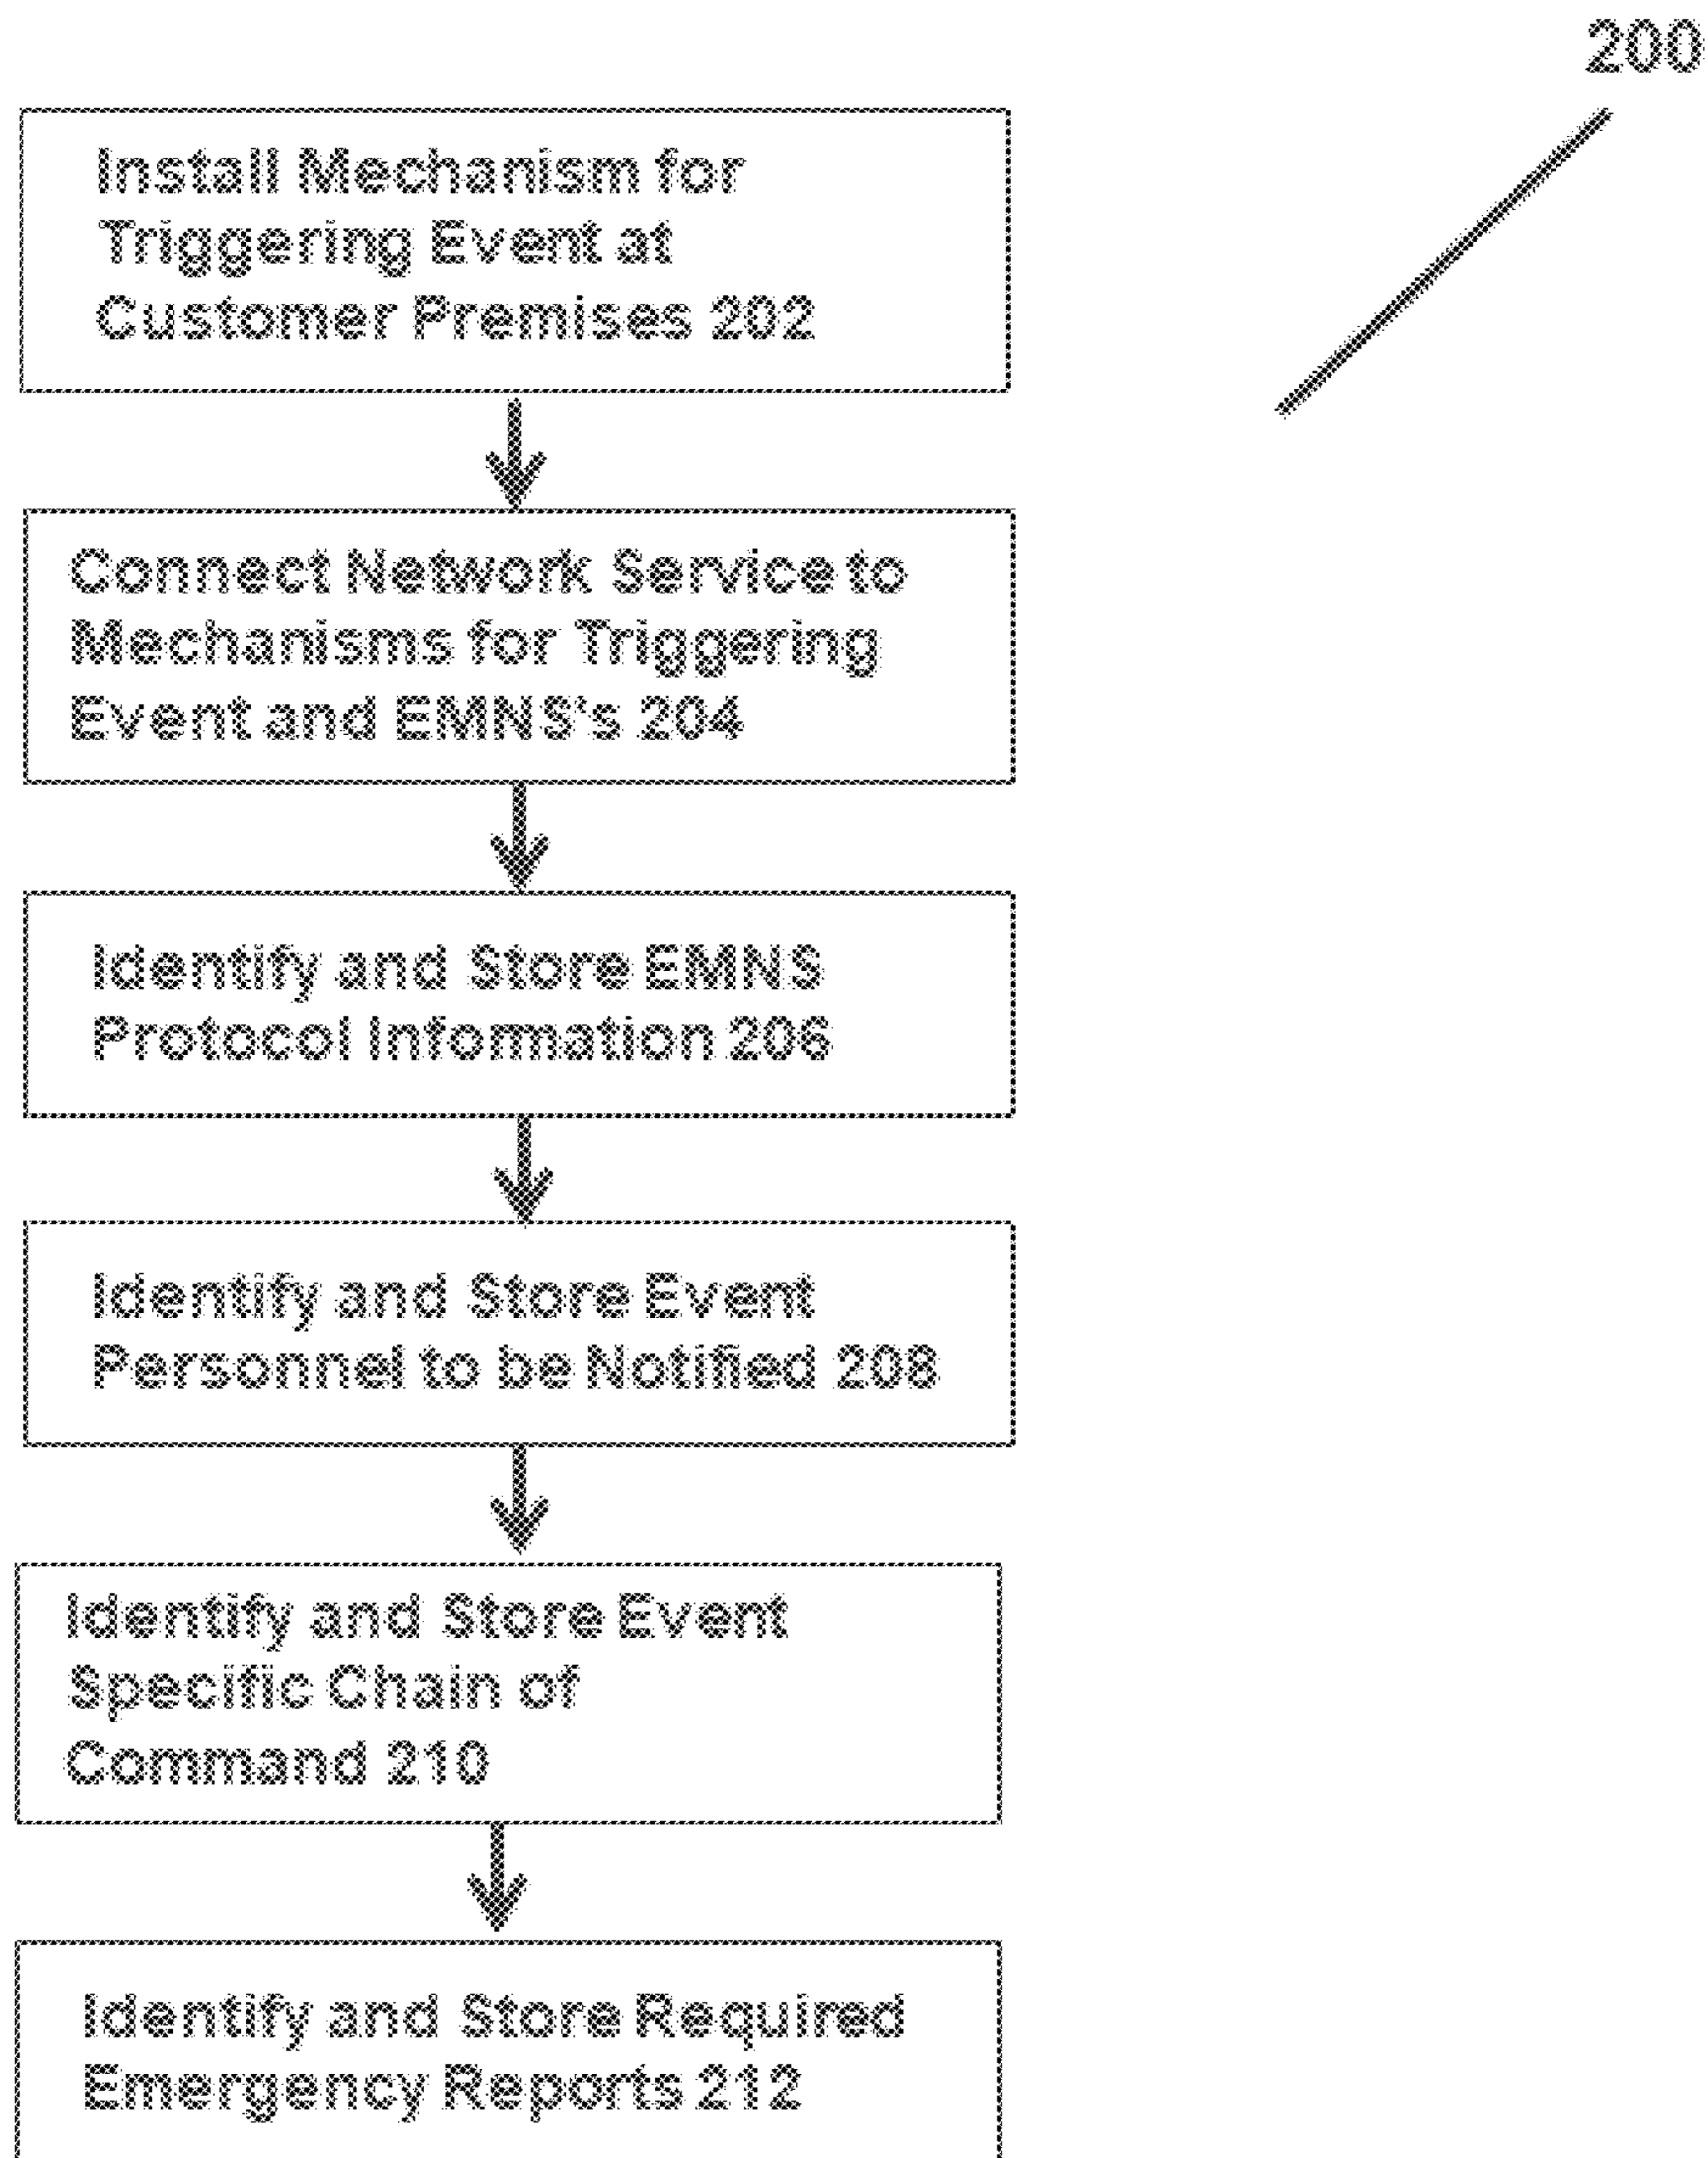 200
Install Mechanism for
Triggering Event at
Customer Premises 202
Connect Network Service to
Mechanisms for Triggering
Event and EMNS's 204
Identify and Store EMNS
Protocol Information 206
Identify and Store Event
Personnel to be Notified 208
Identify and Store Event
Specific Chain of
Command 210
Identify and Store Required
Emergency Reports 212